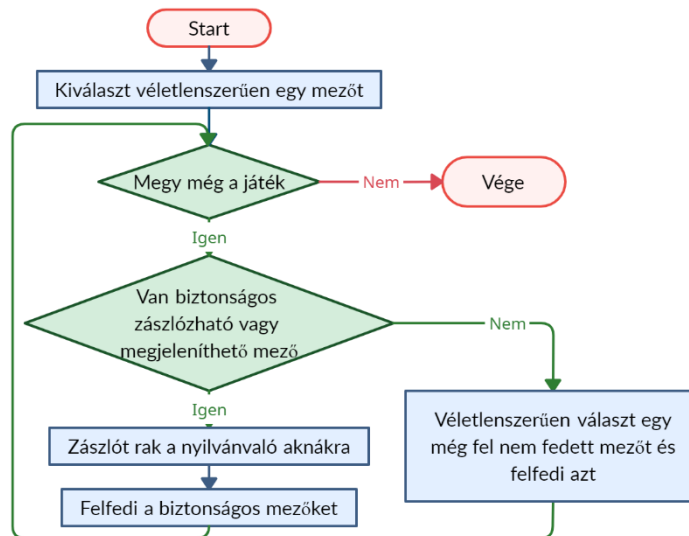 Start
Kiválaszt véletlenszerűen egy mezőt
Megy még a játék
Nem
Vége
Igen
Van biztonságos
zászlózható vagy
megjeleníthető mező
Nem
Igen
Zászlót rak a nyilvánvaló aknákra
Felfedi a biztonságos mezőket
Véletlenszerűen választ egy
még fel nem fedett mezőt és
felfedi azt